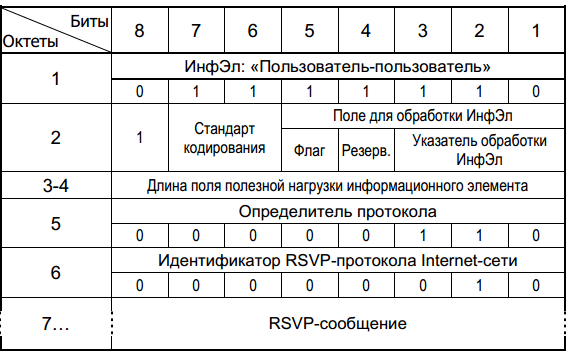 Биты
Октеты
8 7 6 5 4 3 2 1
1
ИнфЭл: «Пользователь-пользователь»
0 1 1 1 1 1 1 0
2
1
Стандарт
кодирования
Поле для обработки ИнфЭл
Флаг
Резерв.
Указатель обработки
ИнфЭл
3-4
Длина поля полезной нагрузки информационного элемента
5
Определитель протокола
0 0 0 0 0 1 1 0
6
Идентификатор RSVP-протокола Internet-сети
0 0 0 0 0 0 1 0
7…
RSVP-сообщение